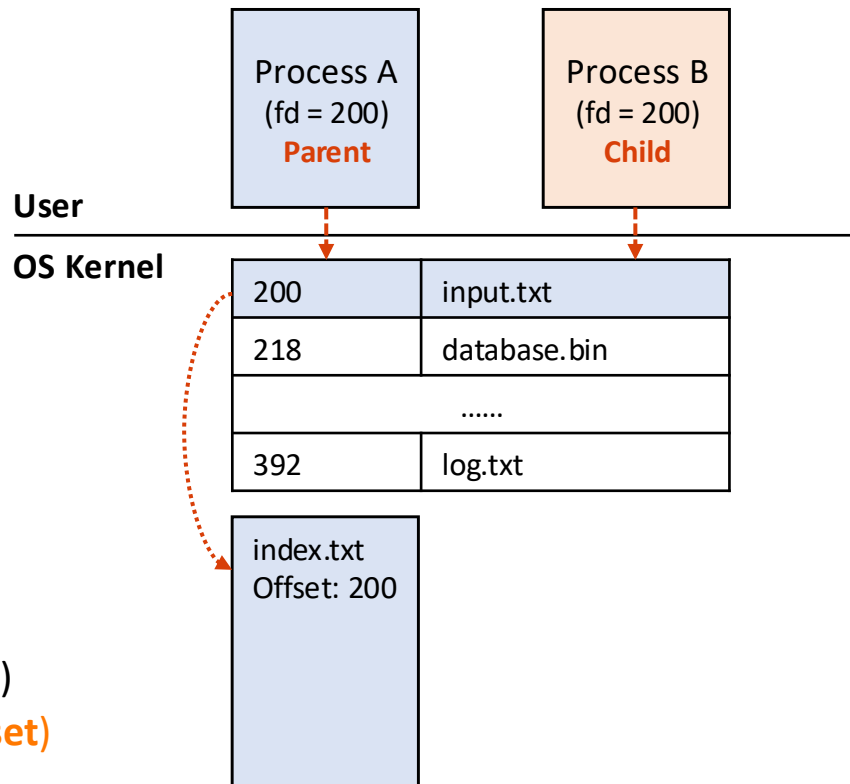 Process A
(fd = 200)
Parent
Process B
(fd = 200)
Child
User
OS Kernel
200 input.txt
218 database.bin
......
392 log.txt
index.txt
Offset: 200
)
set)